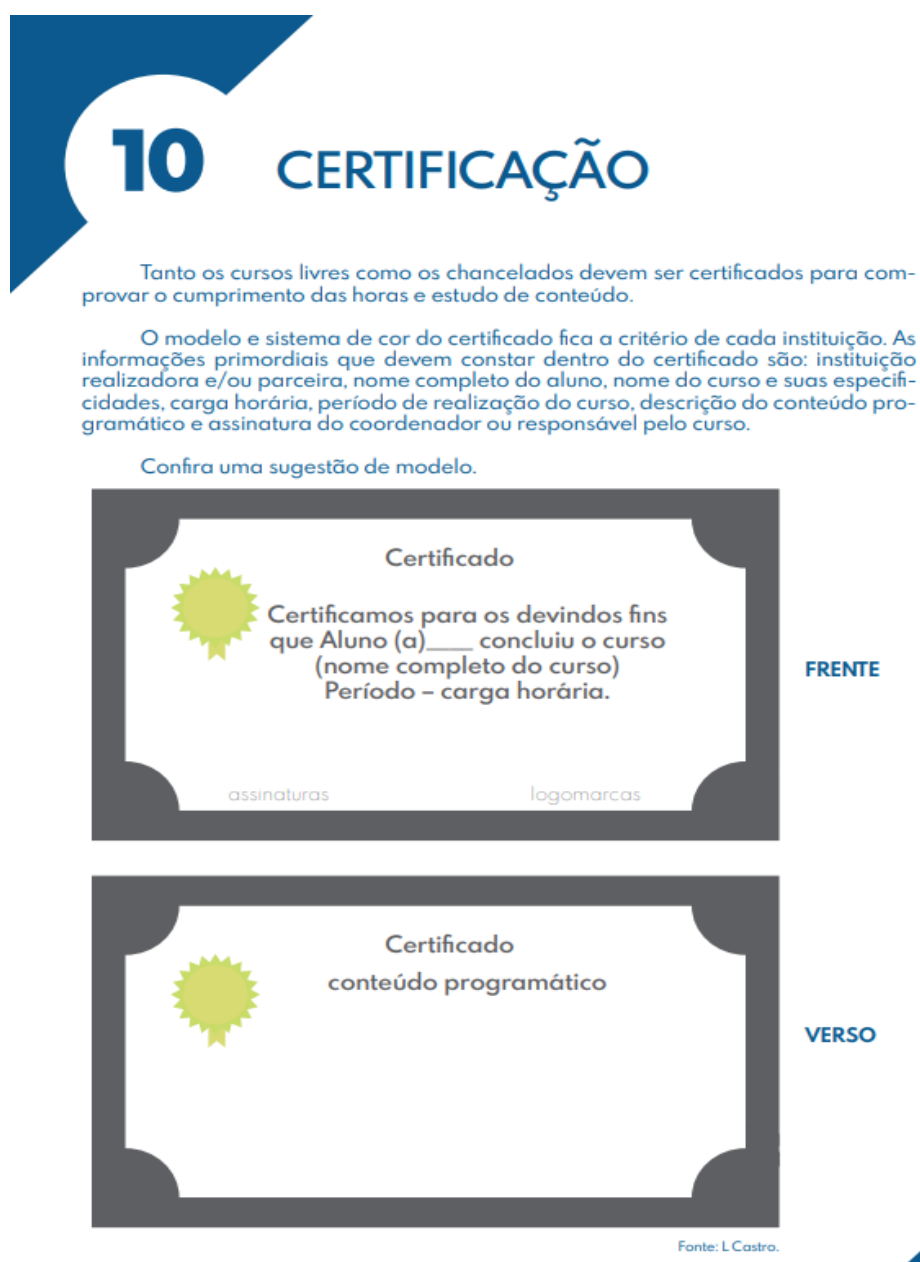 10 CERTIFICAÇÃO
Tanto os cursos livres como os chancelados devem ser certificados para com-
provar o cumprimento das horas e estudo de conteúdo.
O modelo e sistema de cor do certificado fica a critério de cada instituição. As
informações primordiais que devem constar dentro do certificado são: instituição
realizadora e/ou parceira, nome completo do aluno, nome do curso e suas especifi-
cidades, carga horária, período de realização do curso, descrição do conteúdo pro-
gramático e assinatura do coordenador ou responsável pelo curso.
Confira uma sugestão de modelo.
Certificado
Certificamos para os devindos fins
que Aluno (a)____ concluiu o curso
(nome completo do curso)
Período – carga horária.
assinaturas
logomarcas
FRENTE
Certificado
conteúdo programático
VERSO
Fonte: L Castro.